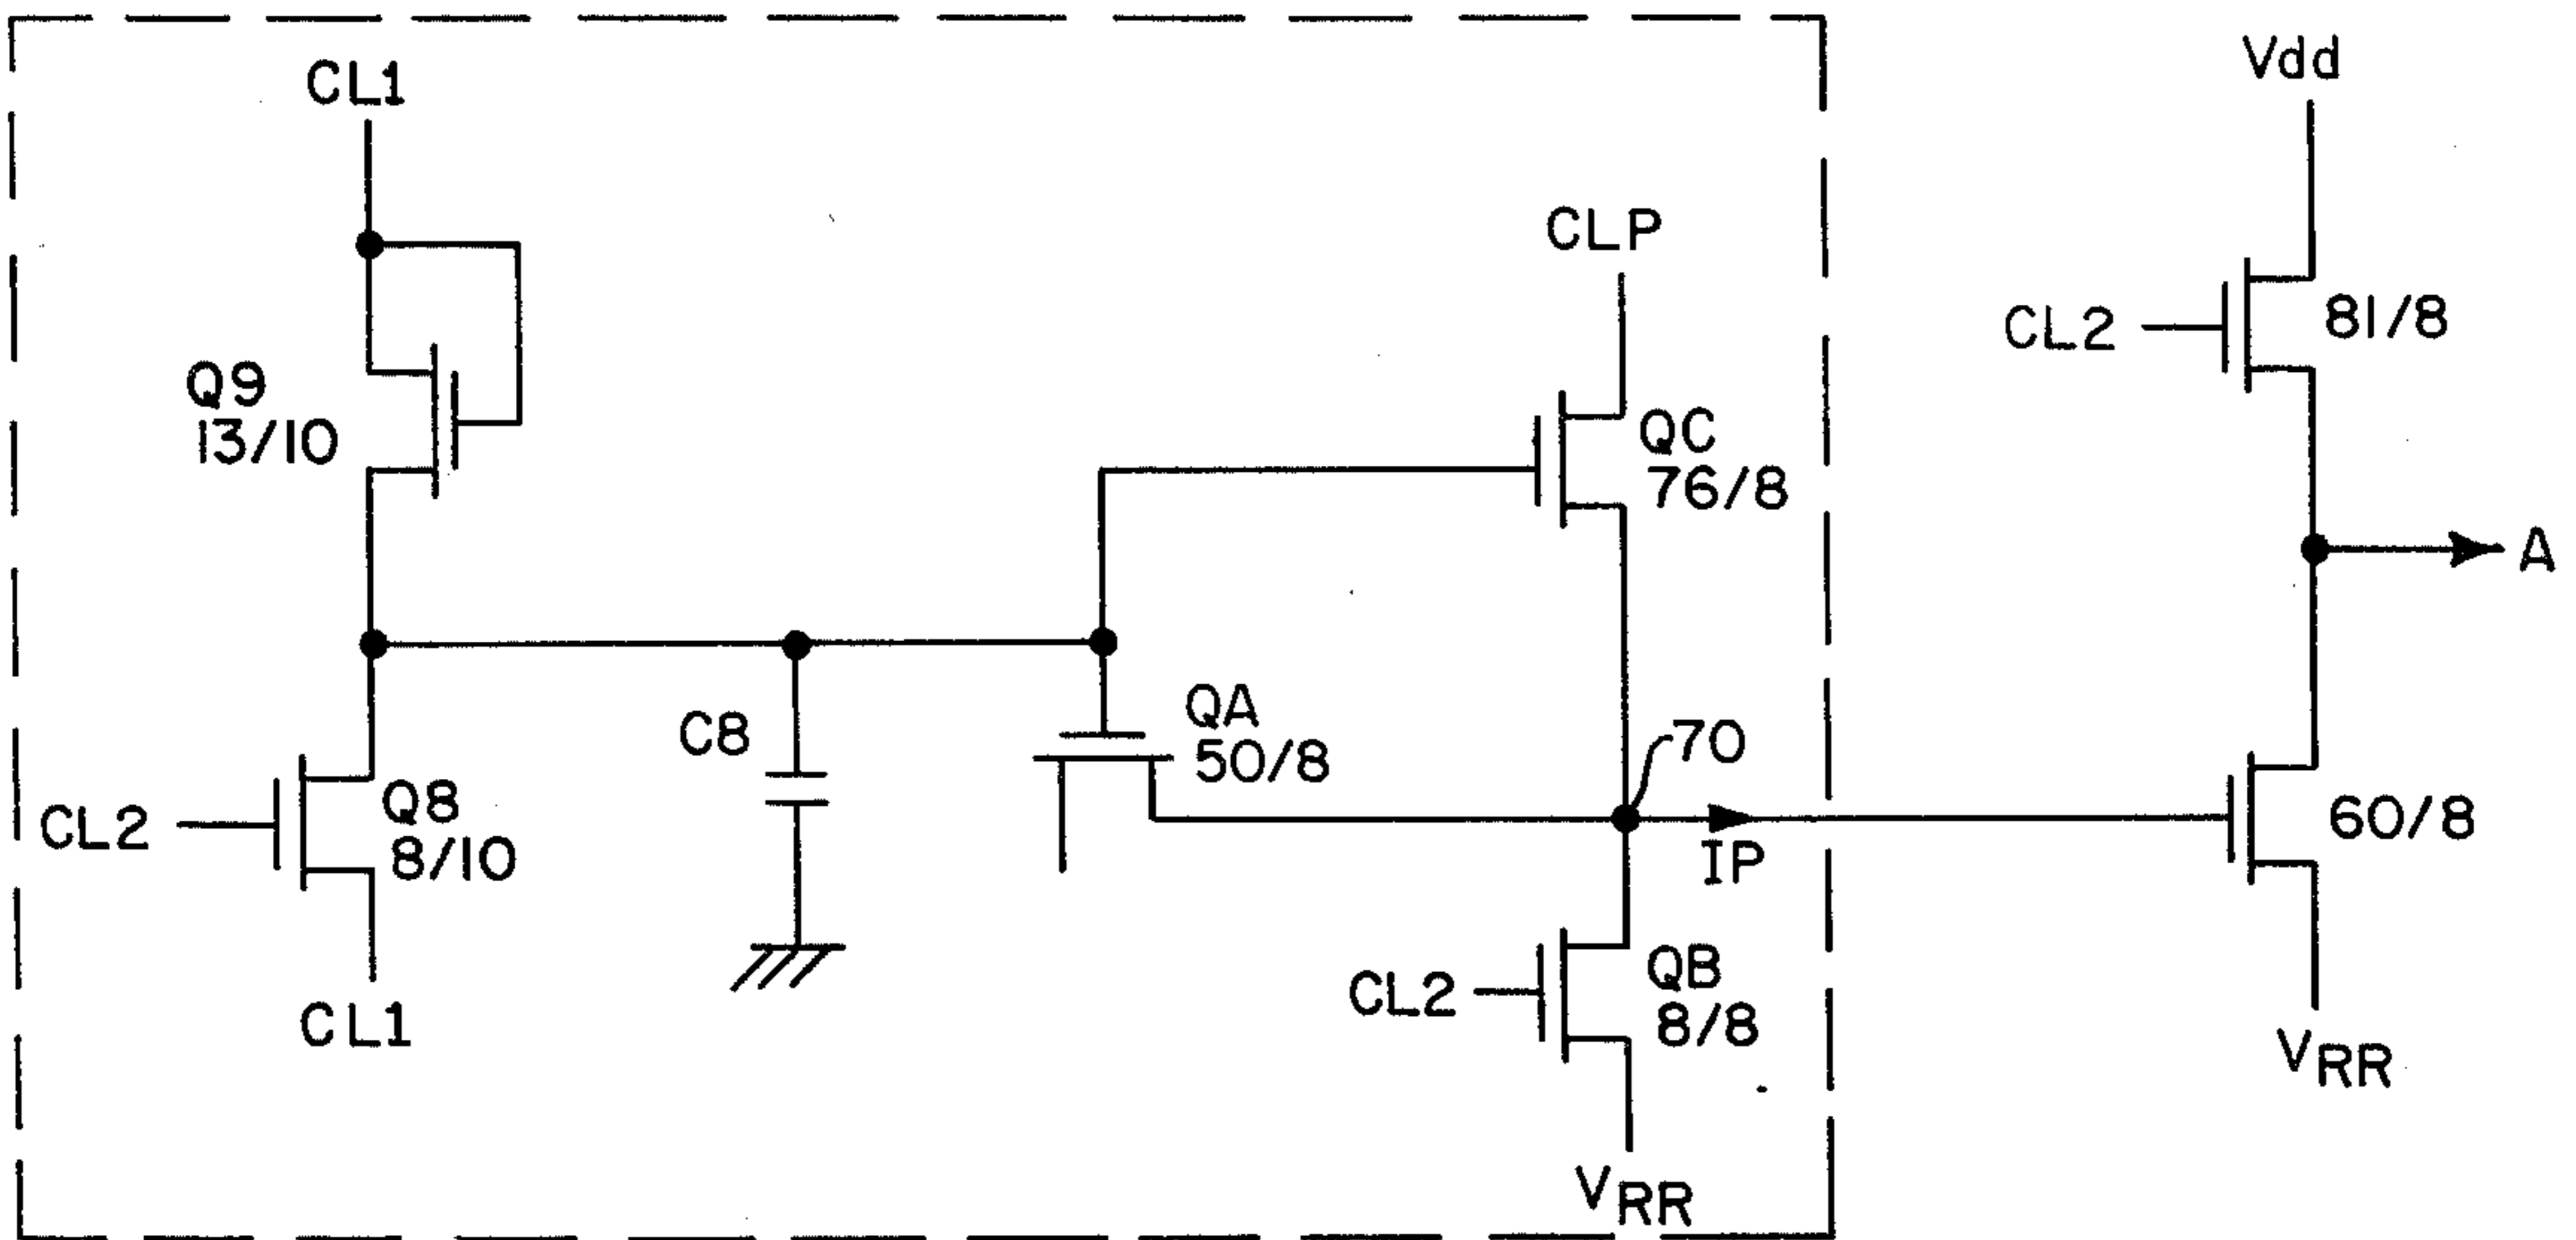 CL1
Vdd
CLP
CL2
81/8
Q9
13/10
QC
76/8
A
QA
50/8
C8
70
Q8
8/10
CL2
IP
60/8
CL1
CL2
QB
8/8
VRR
VRR